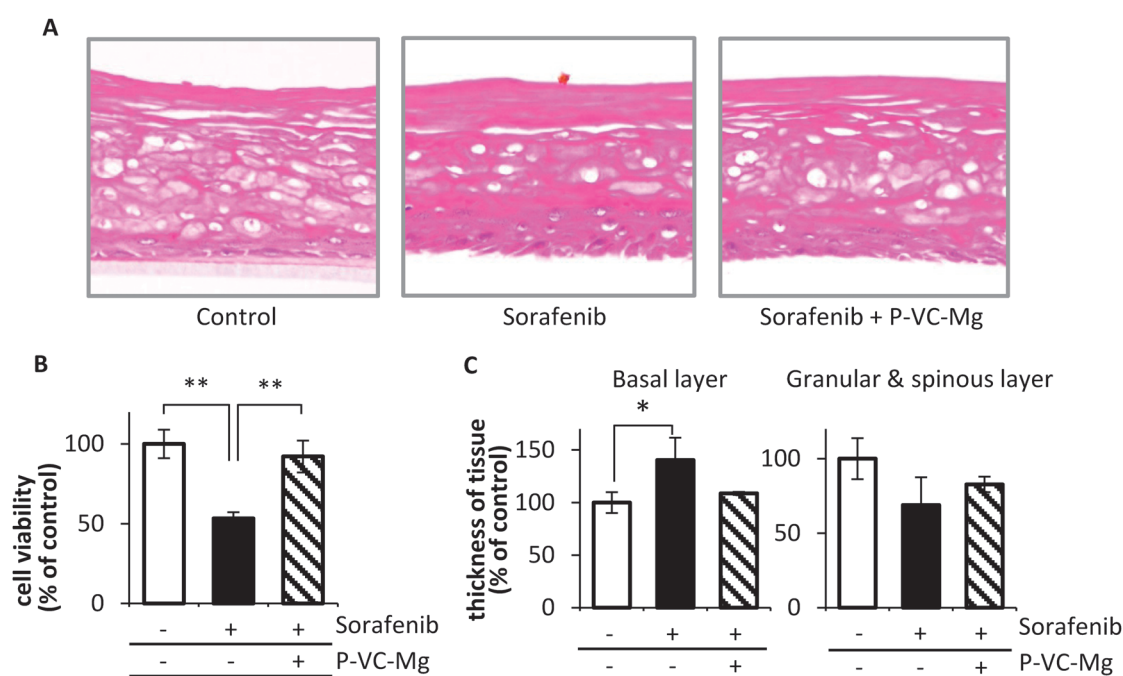 A
Control
Sorafenib
Sorafenib + P-VC-Mg
B
** **
cell viability
(% of control)
100
50
0
- + + Sorafenib
- - + P-VC-Mg
C
Basal layer
Granular & spinous layer
*
thickness of tissue
(% of control)
150
100
50
0
100
50
0
- + + - + + Sorafenib
- - + - - + P-VC-Mg